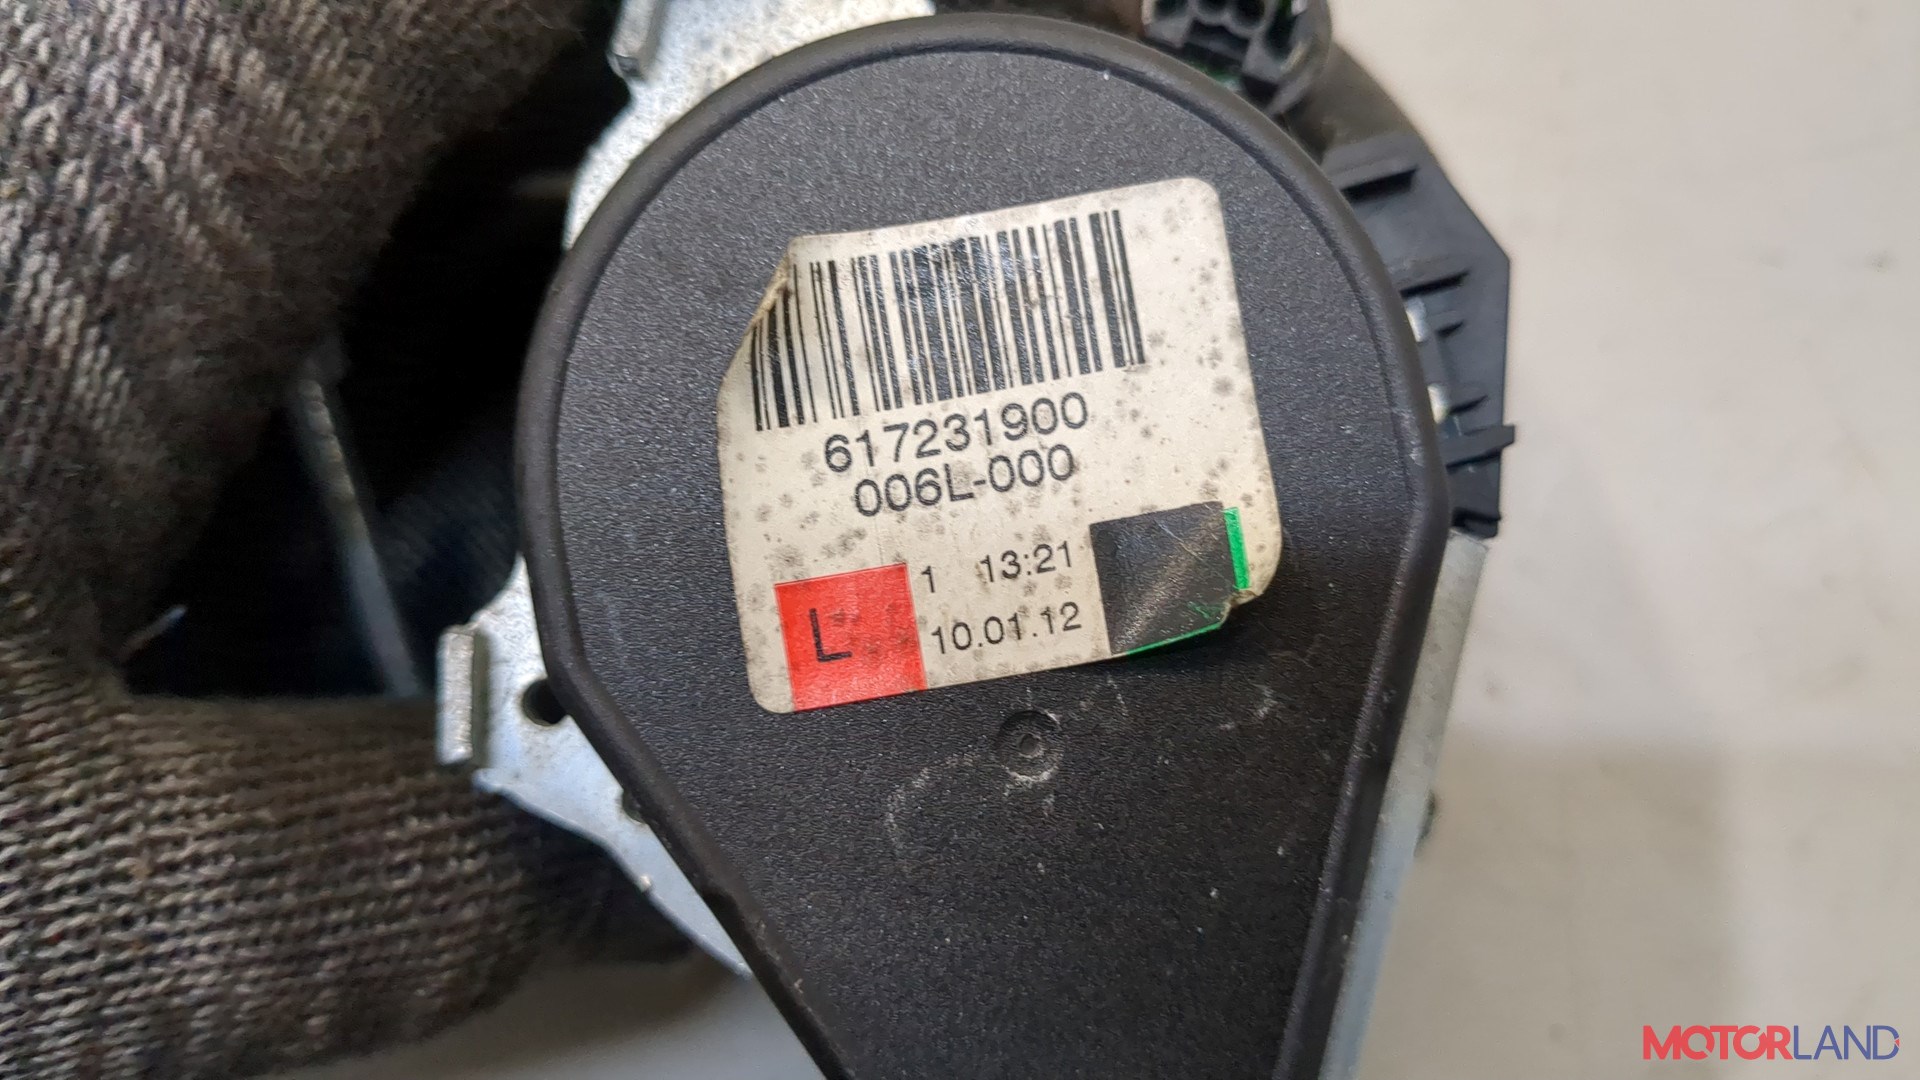 617231900
006L-000
1 13:21
L 10.01.12
MOTORLAND